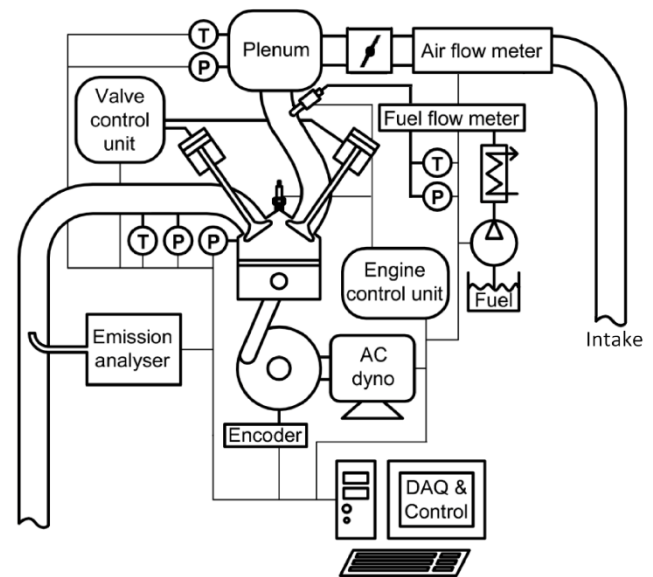 T
P
Plenum
Air flow meter
Valve
control
unit
Fuel flow meter
T
P
T
P
P
Engine
control unit
Fuel
Intake
Emission
analyser
AC
dyno
Encoder
DAQ &
Control